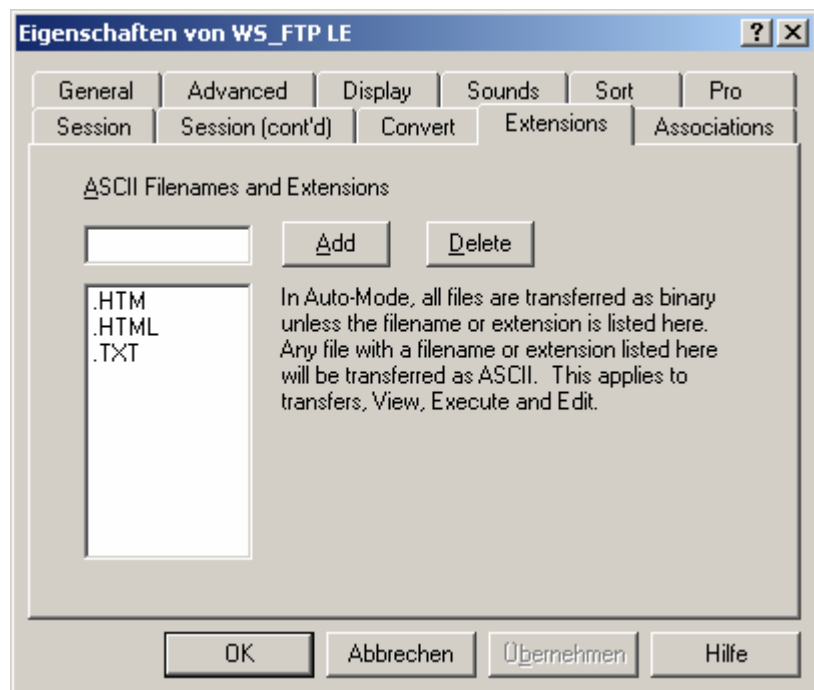 Eigenschaften von WS_FTP LE
General Advanced Display Sounds Sort Pro
Session Session (cont'd) Convert Extensions Associations
ASCII Filenames and Extensions
Add Delete
.HTM
.HTML
.TXT
In Auto-Mode, all files are transferred as binary
unless the filename or extension is listed here.
Any file with a filename or extension listed here
will be transferred as ASCII. This applies to
transfers, View, Execute and Edit.
OK Abbrechen Übernehmen Hilfe